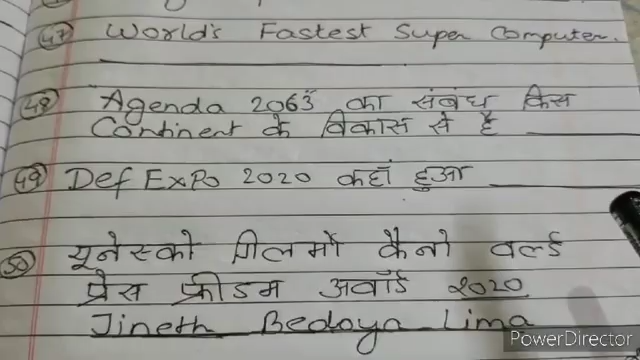 47 World's Fastest Super Computer.
48 Agenda 2063 का संबंध किस
Continent के विकास से है
49 Def ExPo 2020 कहाँ हुआ
50 यूनेस्को गिलर्मो कैनो वर्ल्ड
प्रेस फ्रीडम अवॉर्ड 2020
Jineth Bedoya Lima
PowerDirector